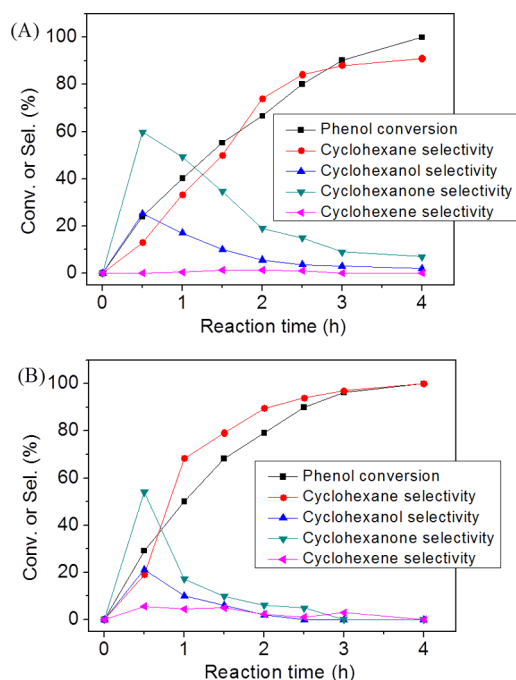 (A)
100
80
60
40
20
0
Conv. or Sel. (%)
Phenol conversion
Cyclohexane selectivity
Cyclohexanol selectivity
Cyclohexanone selectivity
Cyclohexene selectivity
0 1 2 3 4
Reaction time (h)
(B)
100
80
60
40
20
0
Conv. or Sel. (%)
Phenol conversion
Cyclohexane selectivity
Cyclohexanol selectivity
Cyclohexanone selectivity
Cyclohexene selectivity
0 1 2 3 4
Reaction time (h)